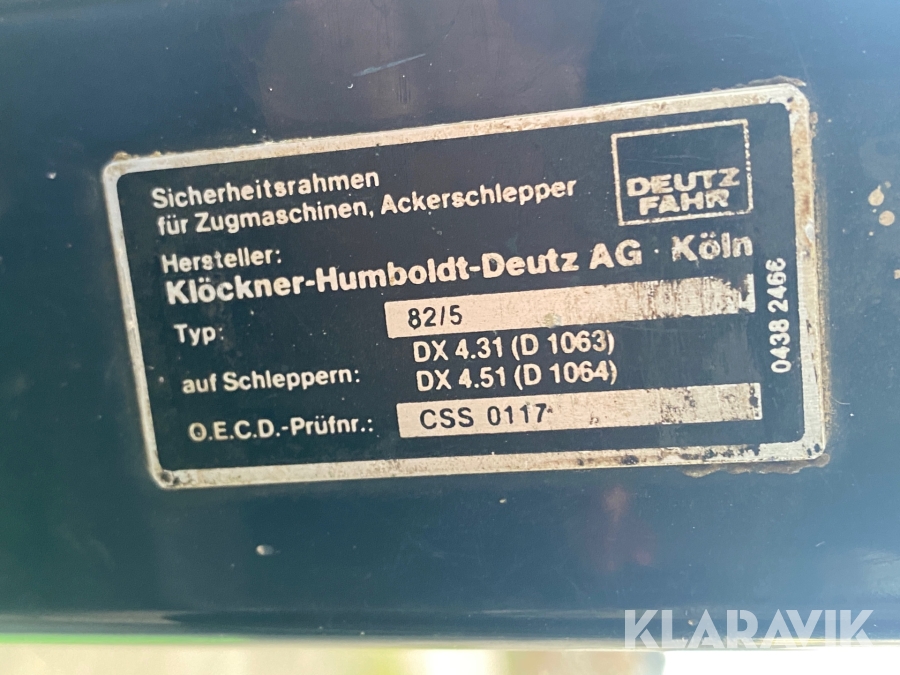 Sicherheitsrahmen
für Zugmaschinen, Ackerschlepper
DEUTZ
FAHR
Hersteller:
Klöckner-Humboldt-Deutz AG · Köln
Typ: 82/5
DX 4.31 (D 1063)
auf Schleppern: DX 4.51 (D 1064)
O.E.C.D.-Prüfnr.: CSS 0117
0438 2466
KLARAVIK